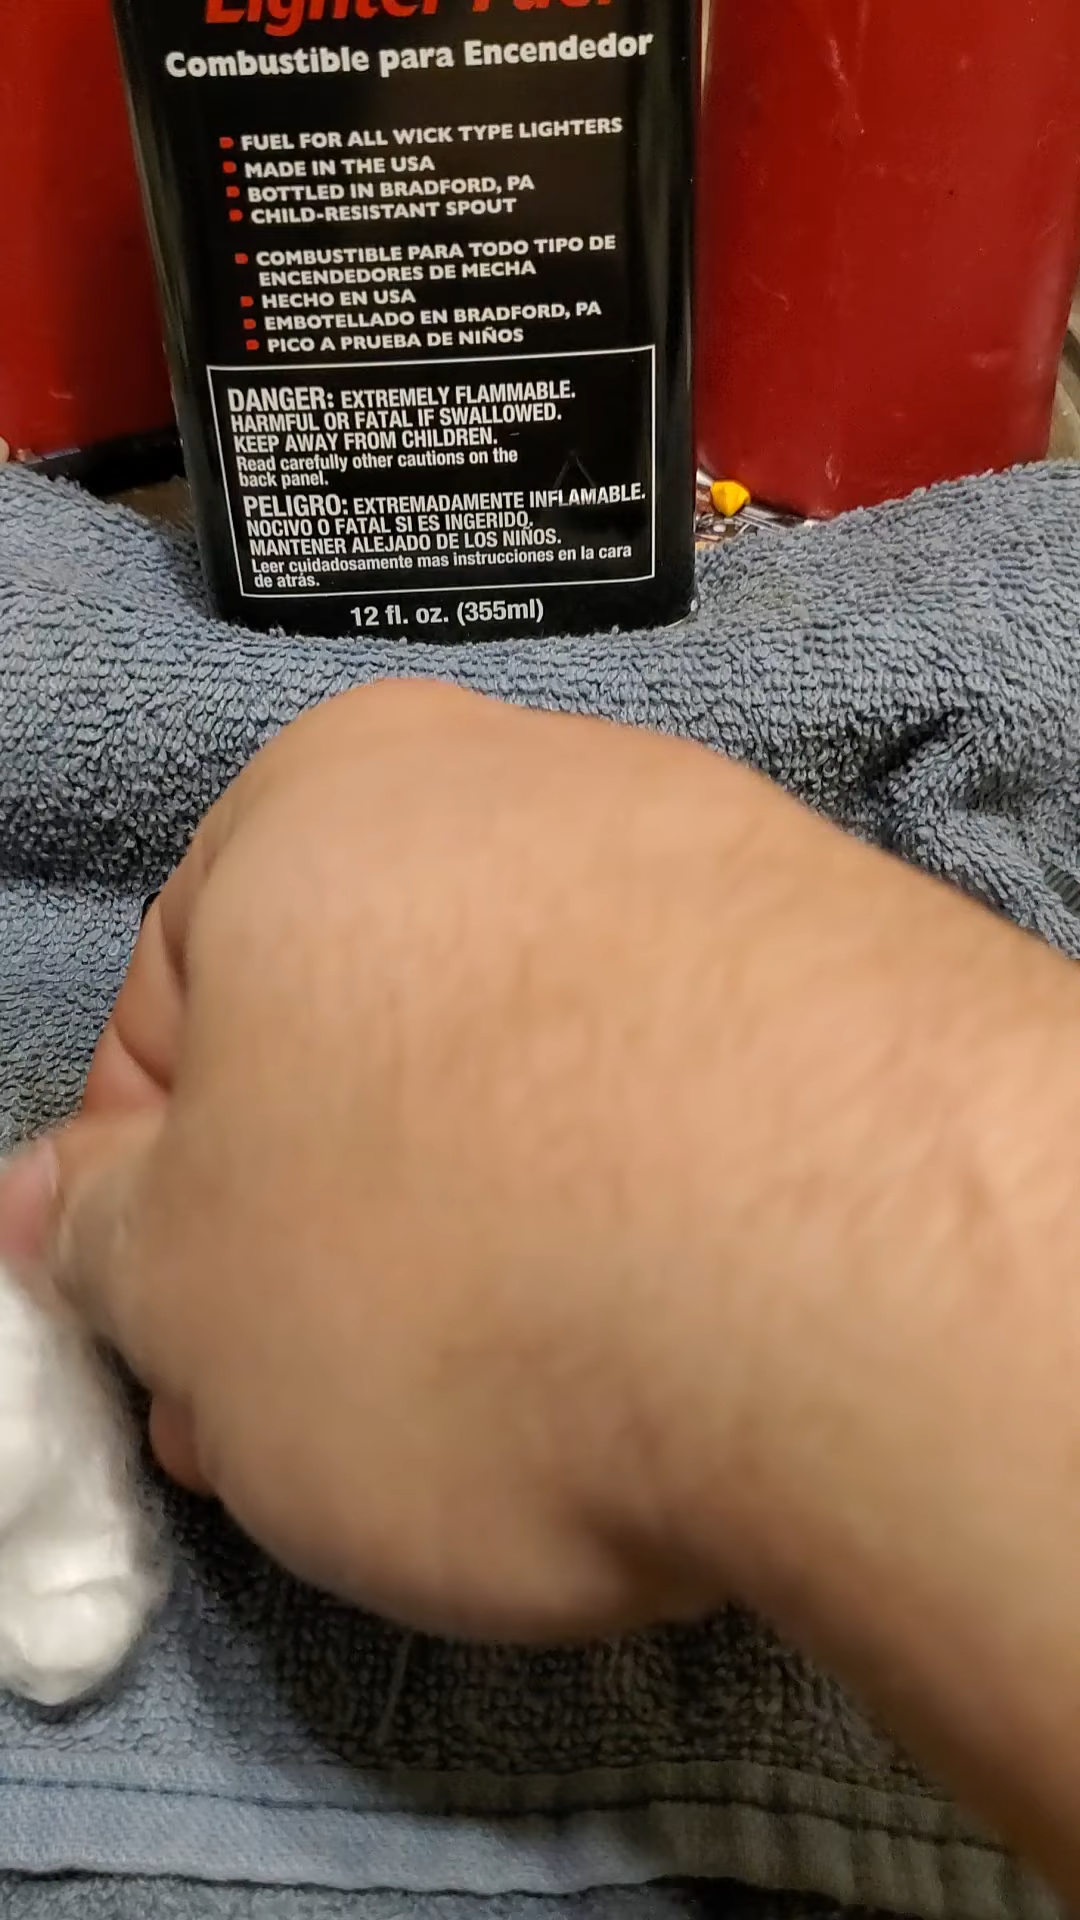 Lighter Fuel
Combustible para Encendedor
FUEL FOR ALL WICK TYPE LIGHTERS
MADE IN THE USA
BOTTLED IN BRADFORD, PA
CHILD-RESISTANT SPOUT
COMBUSTIBLE PARA TODO TIPO DE
ENCENDEDORES DE MECHA
HECHO EN USA
EMBOTELLADO EN BRADFORD, PA
PICO A PRUEBA DE NIÑOS
DANGER: EXTREMELY FLAMMABLE.
HARMFUL OR FATAL IF SWALLOWED.
KEEP AWAY FROM CHILDREN.
Read carefully other cautions on the
back panel.
PELIGRO: EXTREMADAMENTE INFLAMABLE.
NOCIVO O FATAL SI ES INGERIDO.
MANTENER ALEJADO DE LOS NIÑOS.
Leer cuidadosamente mas instrucciones en la cara
de atrás.
12 fl. oz. (355ml)